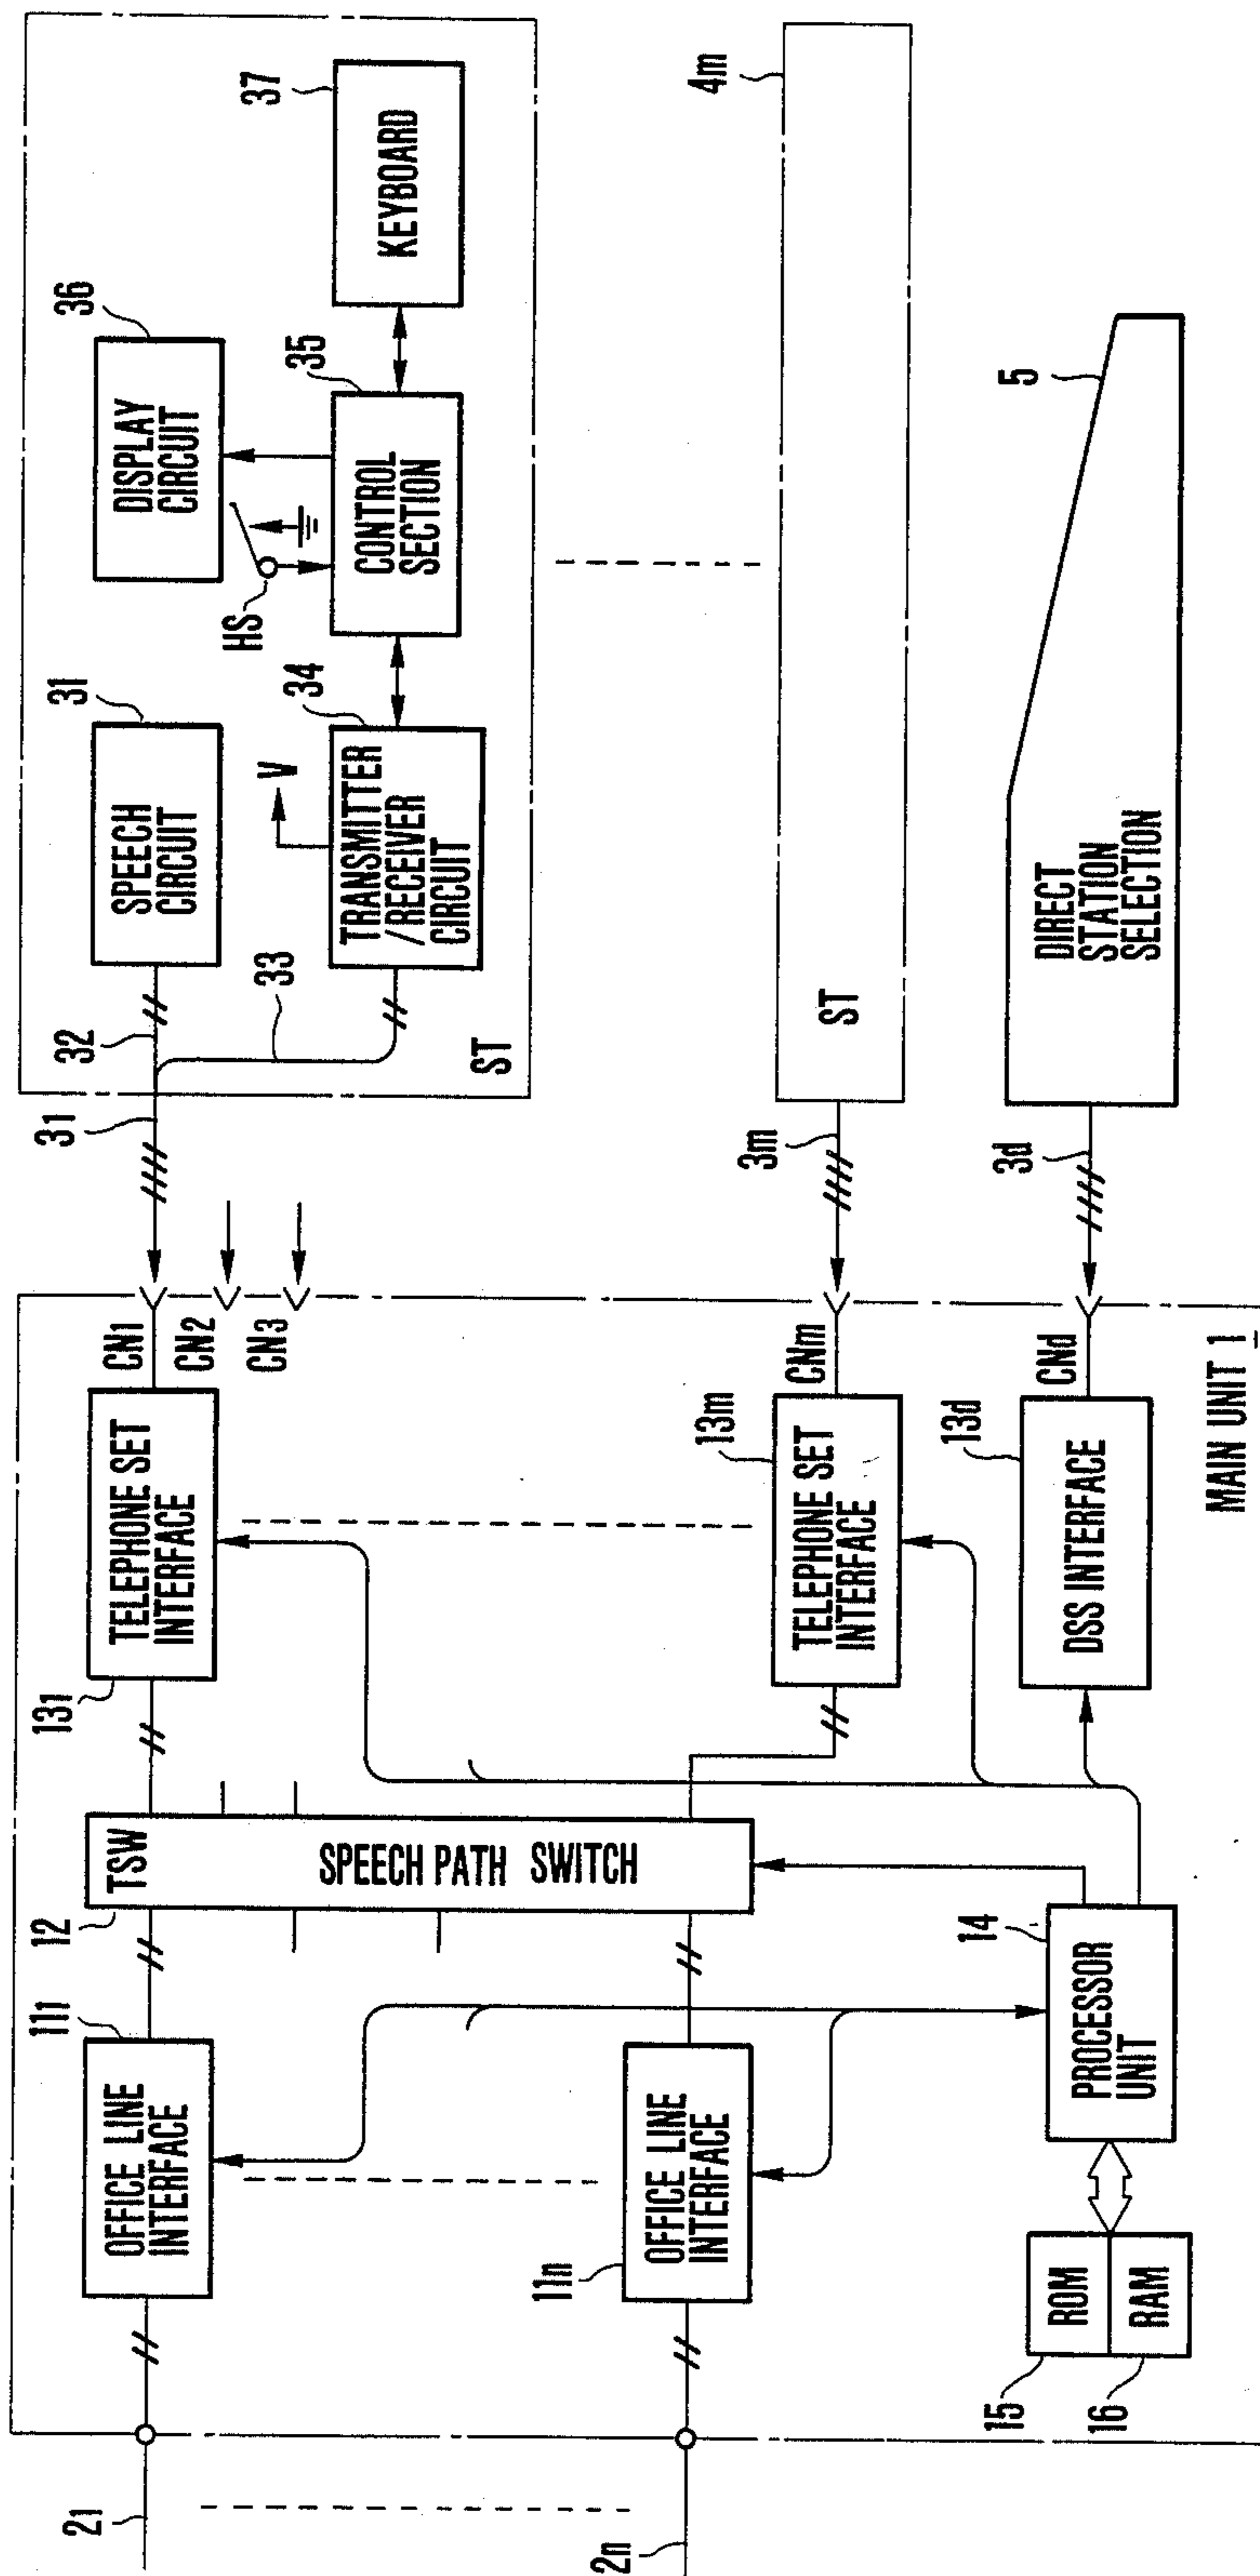 21
2n
OFFICE LINE
INTERFACE
111
OFFICE LINE
INTERFACE
11n
15
ROM
RAM
16
PROCESSOR
UNIT
14
12
TSW
SPEECH PATH SWITCH
131
TELEPHONE SET
INTERFACE
TELEPHONE SET
INTERFACE
13m
DSS INTERFACE
13d
CN1
CN2
CN3
CNm
CNd
MAIN UNIT 1
31
3m
3d
32
33
ST
SPEECH
CIRCUIT
31
TRANSMITTER
/RECEIVER
CIRCUIT
34
V
HS
DISPLAY
CIRCUIT
36
CONTROL
SECTION
35
KEYBOARD
37
ST
4m
DIRECT
STATION
SELECTION
5